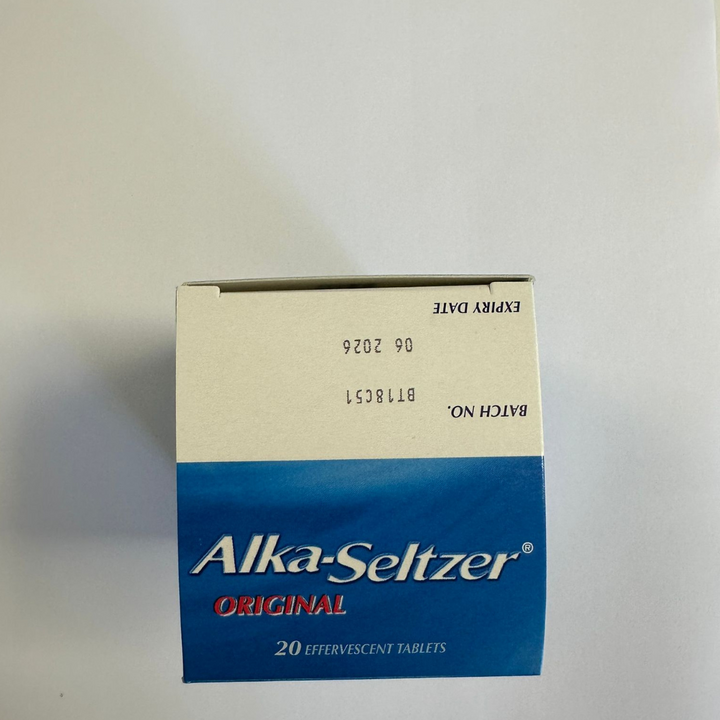 EXPIRY DATE
06 2026
BT18C51
BATCH NO.
Alka-Seltzer®
ORIGINAL
20 EFFERVESCENT TABLETS